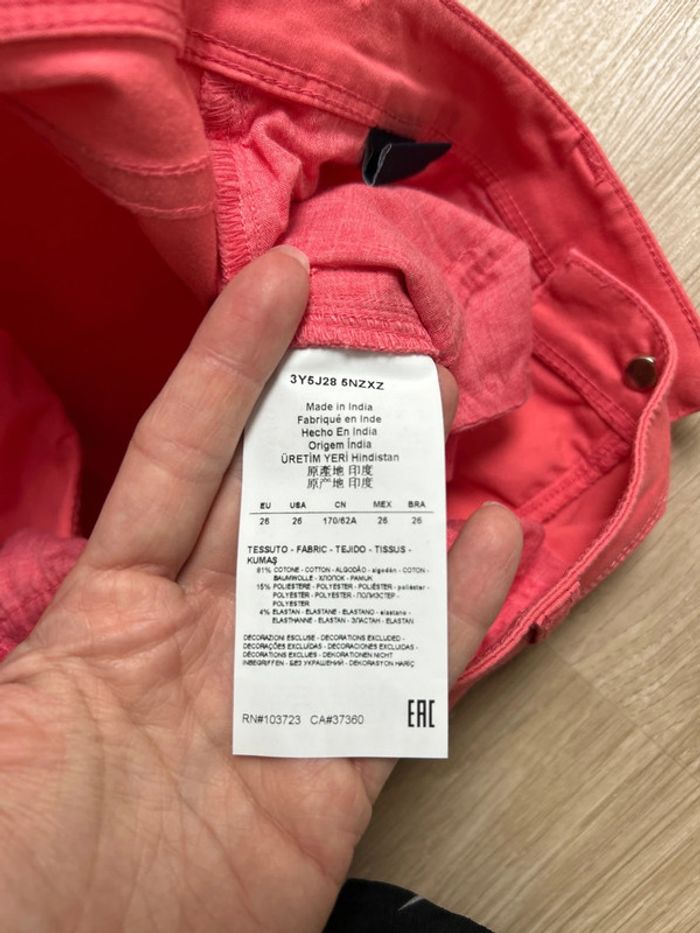 3Y5J28 5NZXZ
Made in India
Fabriqué en Inde
Hecho En India
Origem Índia
ÜRETİM YERİ Hindistan
原產地 印度
原产地 印度
EU USA CN MEX BRA
26 26 170/62A 26 26
TESSUTO - FABRIC - TEJIDO - TISSUS -
KUMAŞ
81% COTONE - COTTON - ALGODÃO - algodón - COTON -
BAUMWOLLE - ХЛОПОК - PAMUK
15% POLIESTERE - POLYESTER - POLIÉSTER - poliéster -
POLYESTER - POLYESTER - ПОЛИЭСТЕР -
POLYESTER
4% ELASTAN - ELASTANE - ELASTANO - elastano -
ELASTHANNE - ELASTAN - ЭЛАСТАН - ELASTAN
DECORAZIONI ESCLUSE - DECORATIONS EXCLUDED -
DECORAÇÕES EXCLUÍDAS - DECORACIONES EXCLUIDAS -
DÉCORATIONS EXCLUES - DEKORATIONEN NICHT
INBEGRIFFEN - БЕЗ УКРАШЕНИЙ - DEKORASYON HARİÇ
RN#103723 CA#37360 EAC